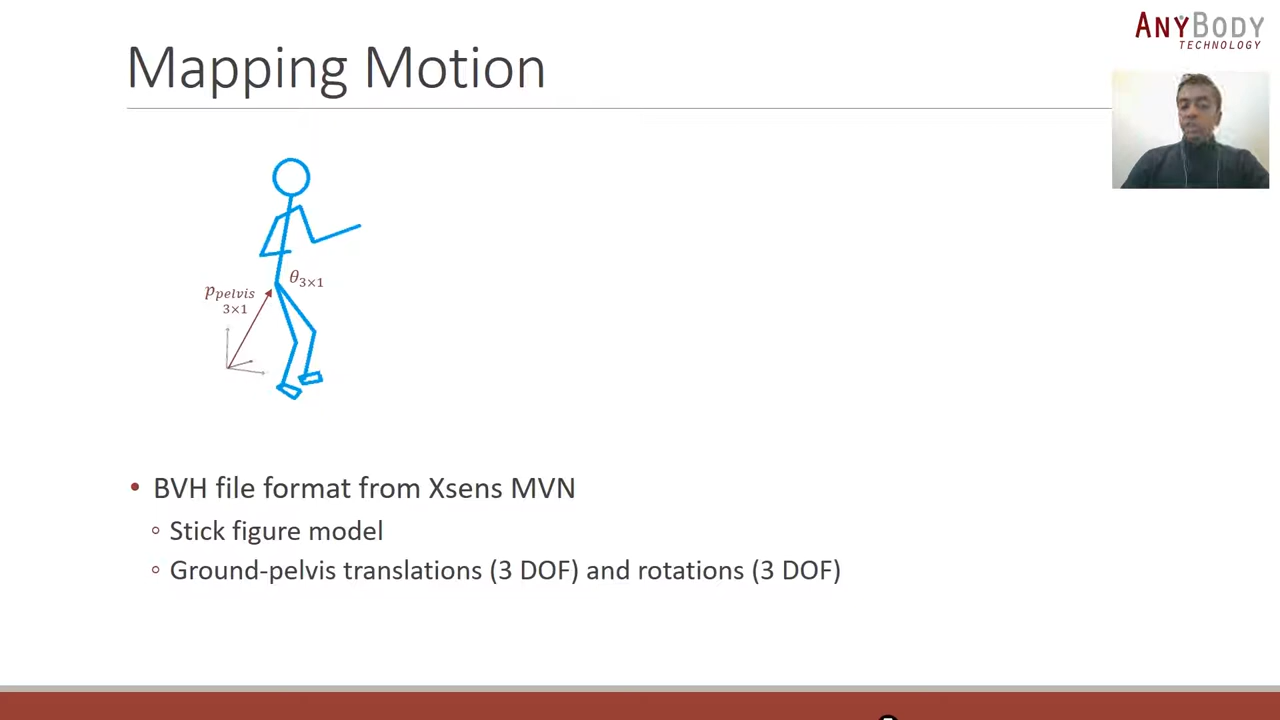 ANYBODY
TECHNOLOGY
Mapping Motion
θ3×1
ppelvis
3×1
• BVH file format from Xsens MVN
◦ Stick figure model
◦ Ground-pelvis translations (3 DOF) and rotations (3 DOF)